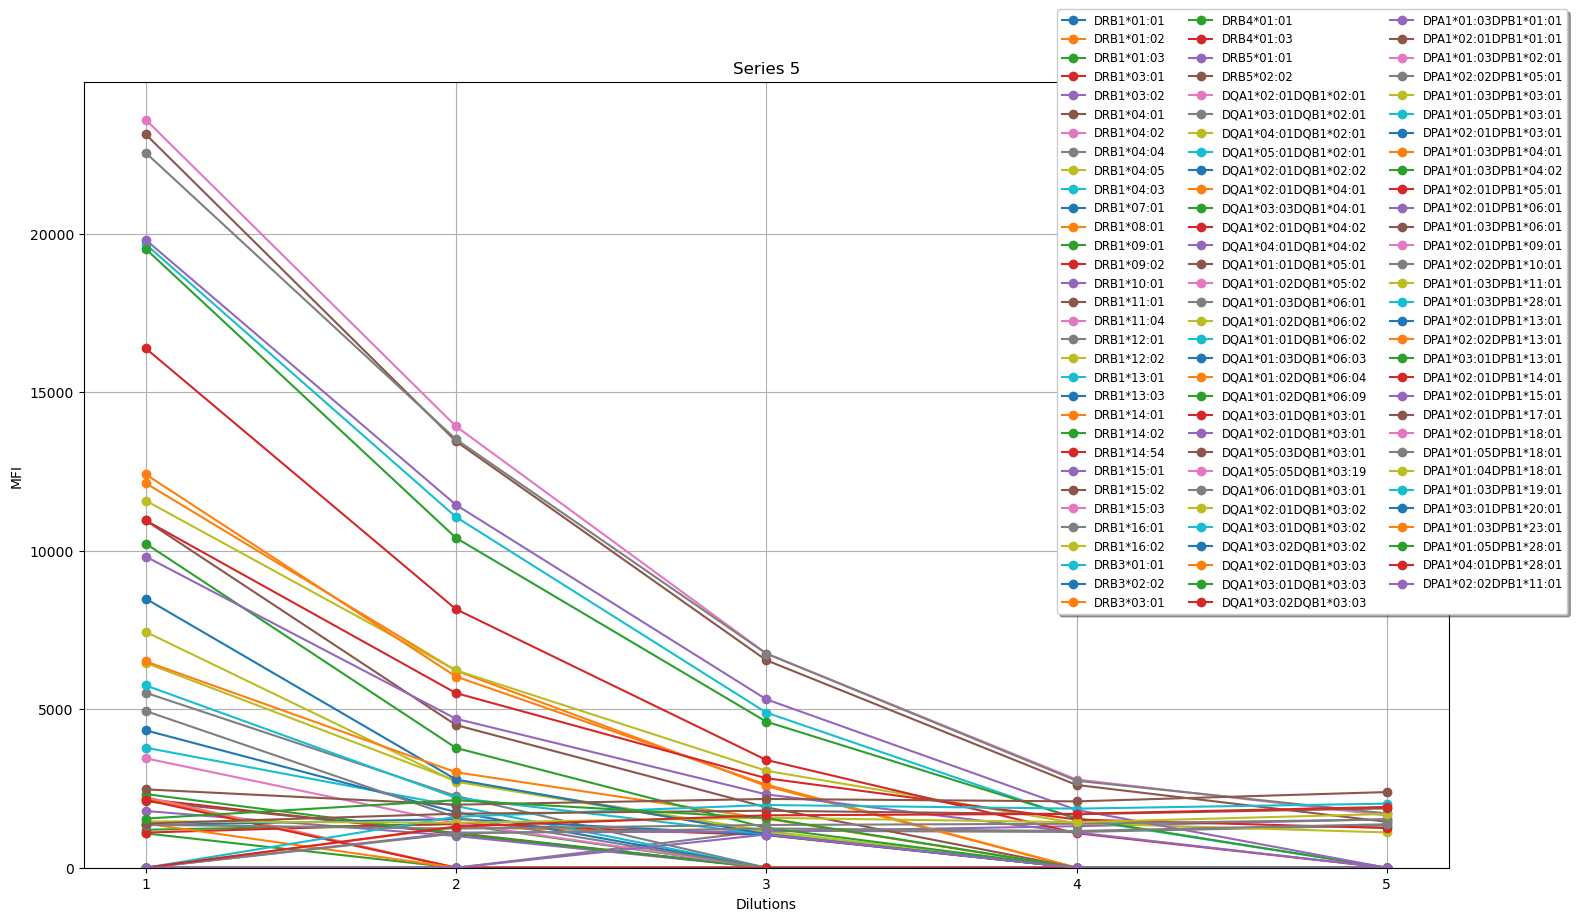 Series 5
MFI
20000
15000
10000
5000
0
1
2
3
4
5
Dilutions
DRB1*01:01
DRB1*01:02
DRB1*01:03
DRB1*03:01
DRB1*03:02
DRB1*04:01
DRB1*04:02
DRB1*04:04
DRB1*04:05
DRB1*04:03
DRB1*07:01
DRB1*08:01
DRB1*09:01
DRB1*09:02
DRB1*10:01
DRB1*11:01
DRB1*11:04
DRB1*12:01
DRB1*12:02
DRB1*13:01
DRB1*13:03
DRB1*14:01
DRB1*14:02
DRB1*14:54
DRB1*15:01
DRB1*15:02
DRB1*15:03
DRB1*16:01
DRB1*16:02
DRB3*01:01
DRB3*02:02
DRB3*03:01
DRB4*01:01
DRB4*01:03
DRB5*01:01
DRB5*02:02
DQA1*02:01DQB1*02:01
DQA1*03:01DQB1*02:01
DQA1*04:01DQB1*02:01
DQA1*05:01DQB1*02:01
DQA1*02:01DQB1*02:02
DQA1*02:01DQB1*04:01
DQA1*03:03DQB1*04:01
DQA1*02:01DQB1*04:02
DQA1*04:01DQB1*04:02
DQA1*01:01DQB1*05:01
DQA1*01:02DQB1*05:02
DQA1*01:03DQB1*06:01
DQA1*01:02DQB1*06:02
DQA1*01:01DQB1*06:02
DQA1*01:03DQB1*06:03
DQA1*01:02DQB1*06:04
DQA1*01:02DQB1*06:09
DQA1*03:01DQB1*03:01
DQA1*02:01DQB1*03:01
DQA1*05:03DQB1*03:01
DQA1*05:05DQB1*03:19
DQA1*06:01DQB1*03:01
DQA1*02:01DQB1*03:02
DQA1*03:01DQB1*03:02
DQA1*03:02DQB1*03:02
DQA1*02:01DQB1*03:03
DQA1*03:01DQB1*03:03
DQA1*03:02DQB1*03:03
DPA1*01:03DPB1*01:01
DPA1*02:01DPB1*01:01
DPA1*01:03DPB1*02:01
DPA1*02:02DPB1*05:01
DPA1*01:03DPB1*03:01
DPA1*01:05DPB1*03:01
DPA1*02:01DPB1*03:01
DPA1*01:03DPB1*04:01
DPA1*01:03DPB1*04:02
DPA1*02:01DPB1*05:01
DPA1*02:01DPB1*06:01
DPA1*01:03DPB1*06:01
DPA1*02:01DPB1*09:01
DPA1*02:02DPB1*10:01
DPA1*01:03DPB1*11:01
DPA1*01:03DPB1*28:01
DPA1*02:01DPB1*13:01
DPA1*02:02DPB1*13:01
DPA1*03:01DPB1*13:01
DPA1*02:01DPB1*14:01
DPA1*02:01DPB1*15:01
DPA1*02:01DPB1*17:01
DPA1*02:01DPB1*18:01
DPA1*01:05DPB1*18:01
DPA1*01:04DPB1*18:01
DPA1*01:03DPB1*19:01
DPA1*03:01DPB1*20:01
DPA1*01:03DPB1*23:01
DPA1*01:05DPB1*28:01
DPA1*04:01DPB1*28:01
DPA1*02:02DPB1*11:01